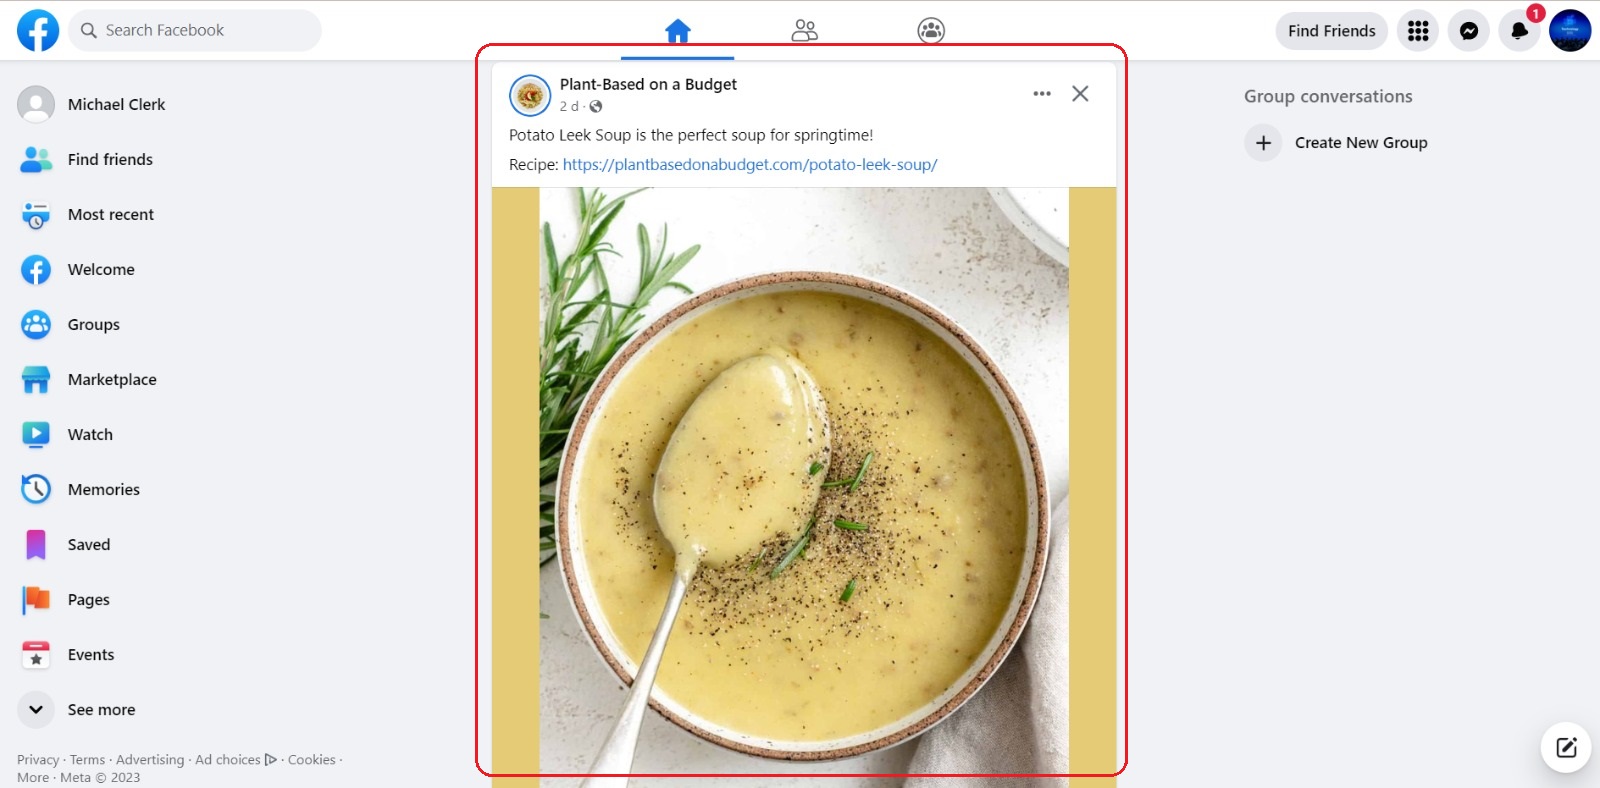 Search Facebook
Find Friends
1
Michael Clerk
Find friends
Most recent
Welcome
Groups
Marketplace
Watch
Memories
Saved
Pages
Events
See more
Privacy · Terms · Advertising · Ad choices · Cookies ·
More · Meta © 2023
Plant-Based on a Budget
2 d ·
Potato Leek Soup is the perfect soup for springtime!
Recipe: https://plantbasedonabudget.com/potato-leek-soup/
Group conversations
Create New Group